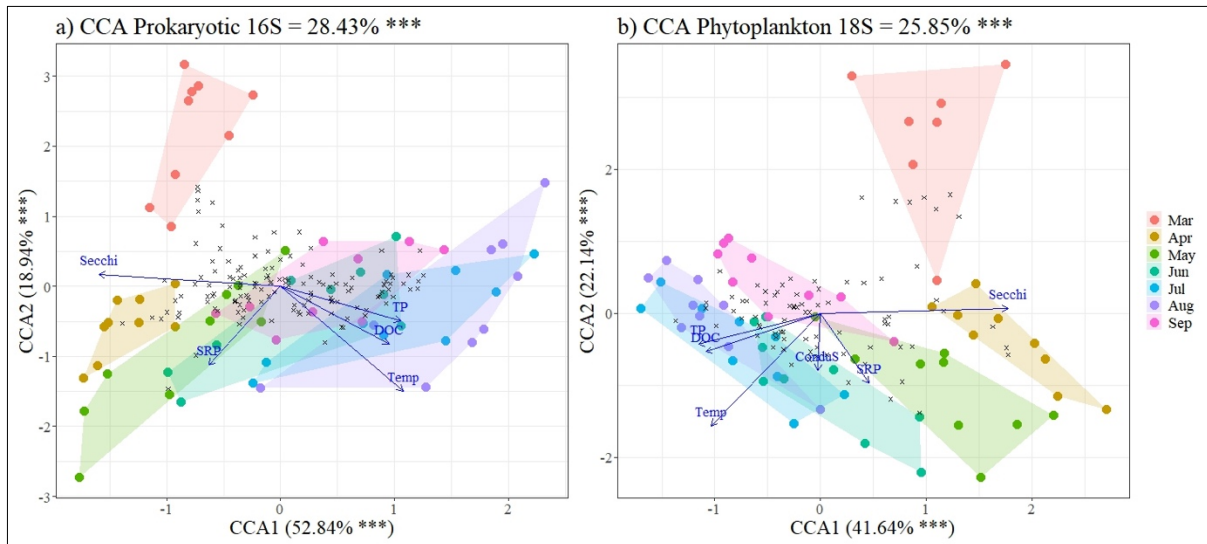 a) CCA Prokaryotic 16S = 28.43% ***
3
2
1
0
-1
-2
-3
CCA2 (18.94% ***)
Secchi
TP
DOC
SRP
Temp
-1
0
1
2
CCA1 (52.84% ***)
b) CCA Phytoplankton 18S = 25.85% ***
2
0
-2
CCA2 (22.14% ***)
Secchi
TP
DOC
ConduS
SRP
Temp
-1
0
1
2
CCA1 (41.64% ***)
Mar
Apr
May
Jun
Jul
Aug
Sep